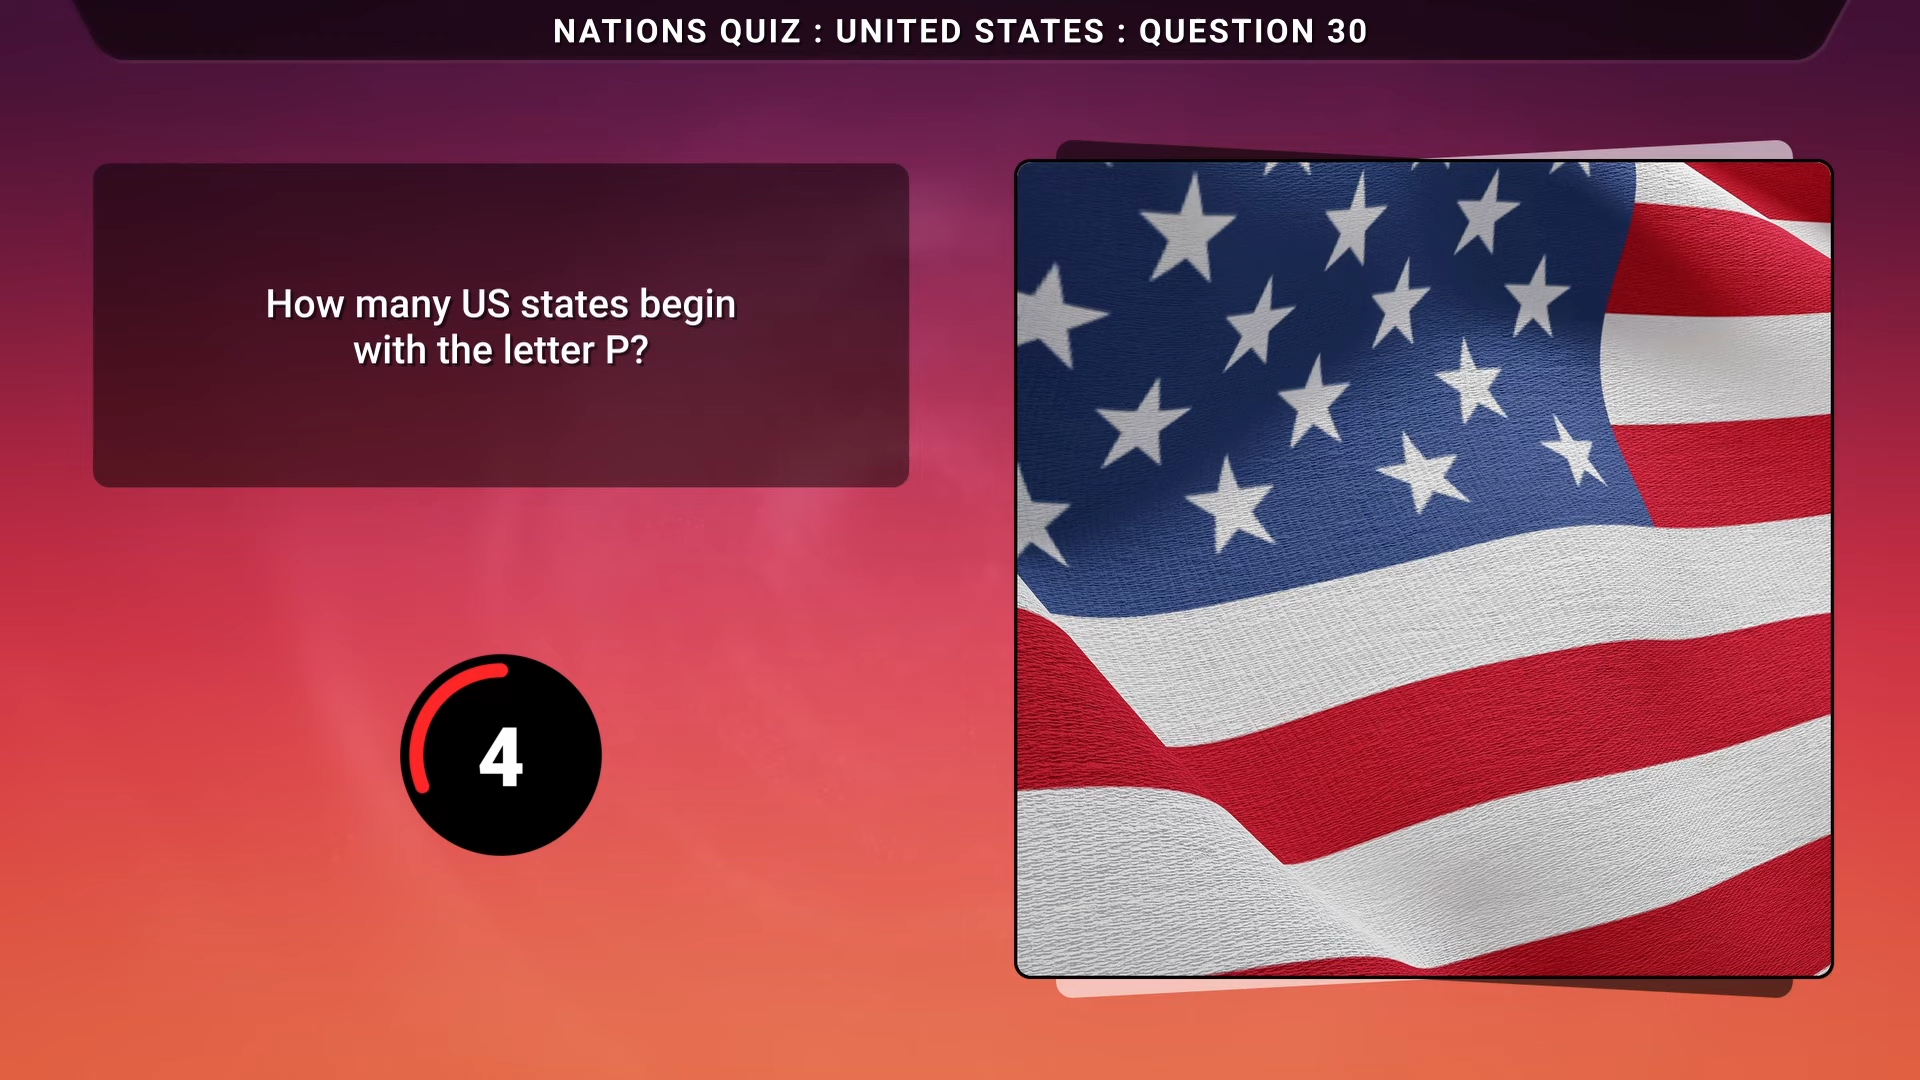 NATIONS QUIZ : UNITED STATES : QUESTION 30
How many US states begin
with the letter P?
4